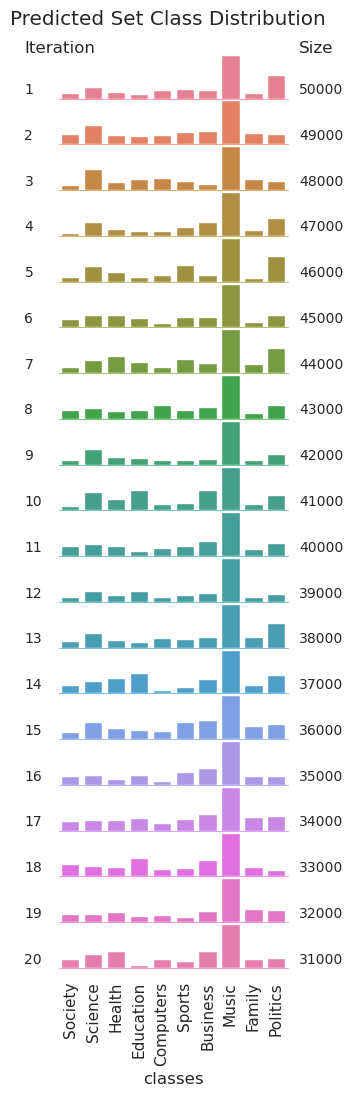 Predicted Set Class Distribution
Iteration Size
1 50000
2 49000
3 48000
4 47000
5 46000
6 45000
7 44000
8 43000
9 42000
10 41000
11 40000
12 39000
13 38000
14 37000
15 36000
16 35000
17 34000
18 33000
19 32000
20 31000
Society
Science
Health
Education
Computers
Sports
Business
Music
Family
Politics
classes